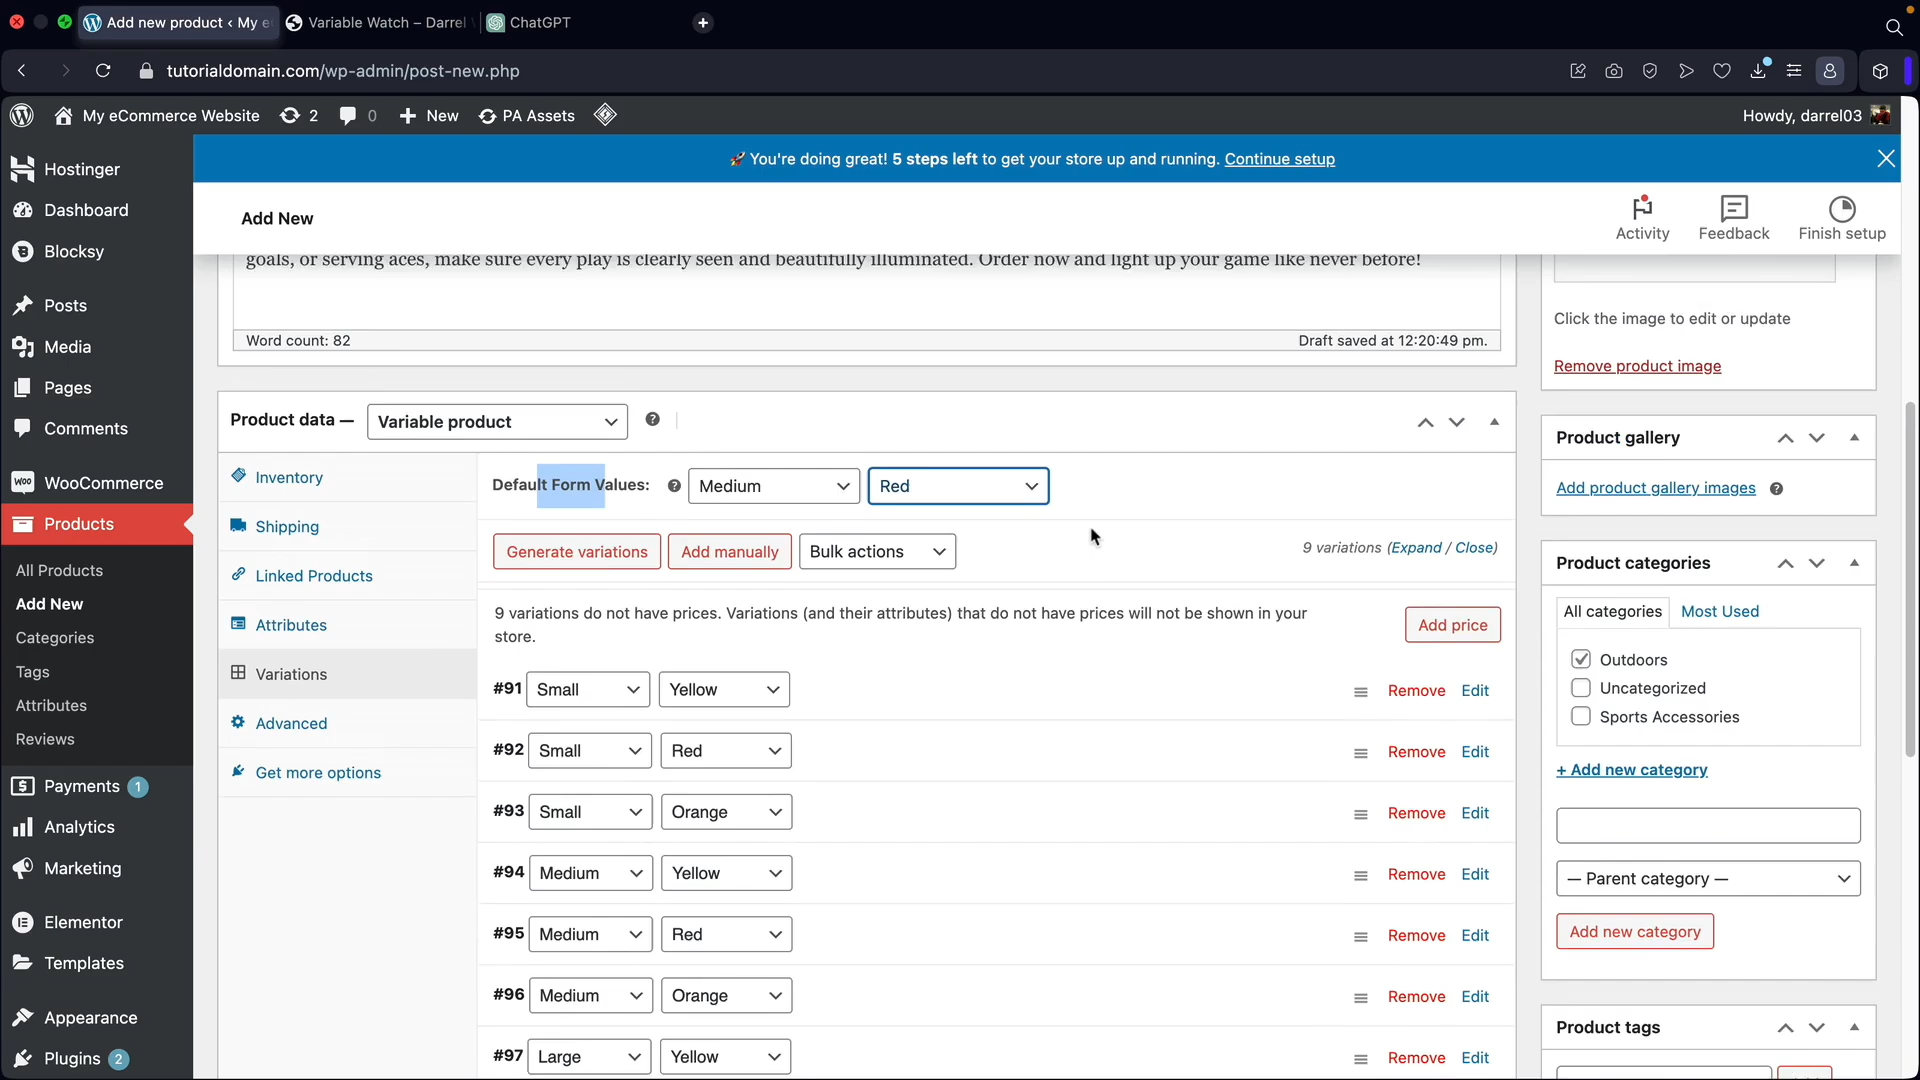 Add new product ‹ My e
Variable Watch – Darrel
ChatGPT
tutorialdomain.com/wp-admin/post-new.php
My eCommerce Website
2
0
New
PA Assets
Howdy, darrel03
Hostinger
Dashboard
Blocksy
Posts
Media
Pages
Comments
WooCommerce
Products
All Products
Add New
Categories
Tags
Attributes
Reviews
Payments 1
Analytics
Marketing
Elementor
Templates
Appearance
Plugins 2
🚀 You're doing great! 5 steps left to get your store up and running. Continue setup
Add New
Activity
Feedback
Finish setup
goals, or serving aces, make sure every play is clearly seen and beautifully illuminated. Order now and light up your game like never before!
Word count: 82
Draft saved at 12:20:49 pm.
Product data —
Variable product
Inventory
Shipping
Linked Products
Attributes
Variations
Advanced
Get more options
Default Form Values:
Medium
Red
Generate variations
Add manually
Bulk actions
9 variations (Expand / Close)
9 variations do not have prices. Variations (and their attributes) that do not have prices will not be shown in your
store.
Add price
#91 Small Yellow Remove Edit
#92 Small Red Remove Edit
#93 Small Orange Remove Edit
#94 Medium Yellow Remove Edit
#95 Medium Red Remove Edit
#96 Medium Orange Remove Edit
#97 Large Yellow Remove Edit
Click the image to edit or update
Remove product image
Product gallery
Add product gallery images
Product categories
All categories
Most Used
Outdoors
Uncategorized
Sports Accessories
+ Add new category
— Parent category —
Add new category
Product tags